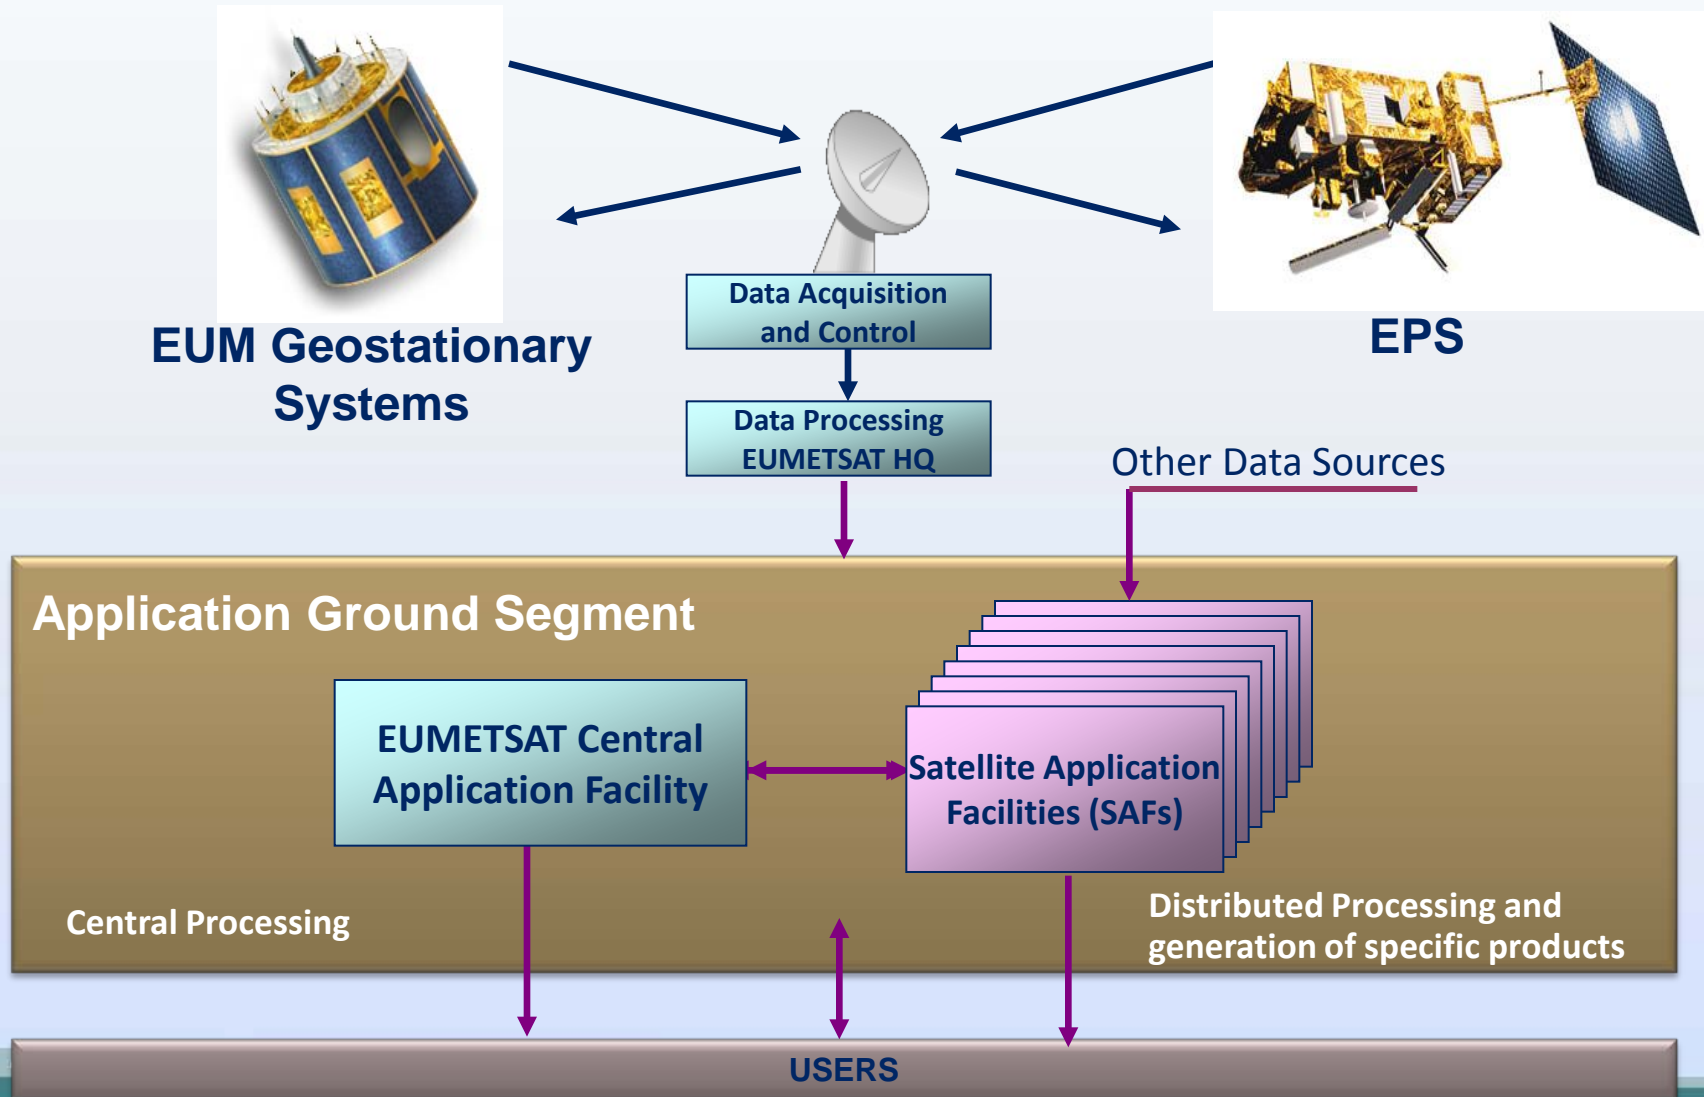 EUM Geostationary
Systems
EPS
Data Acquisition
and Control
Data Processing
EUMETSAT HQ
Other Data Sources
Application Ground Segment
EUMETSAT Central
Application Facility
Satellite Application
Facilities (SAFs)
Central Processing
Distributed Processing and
generation of specific products
USERS